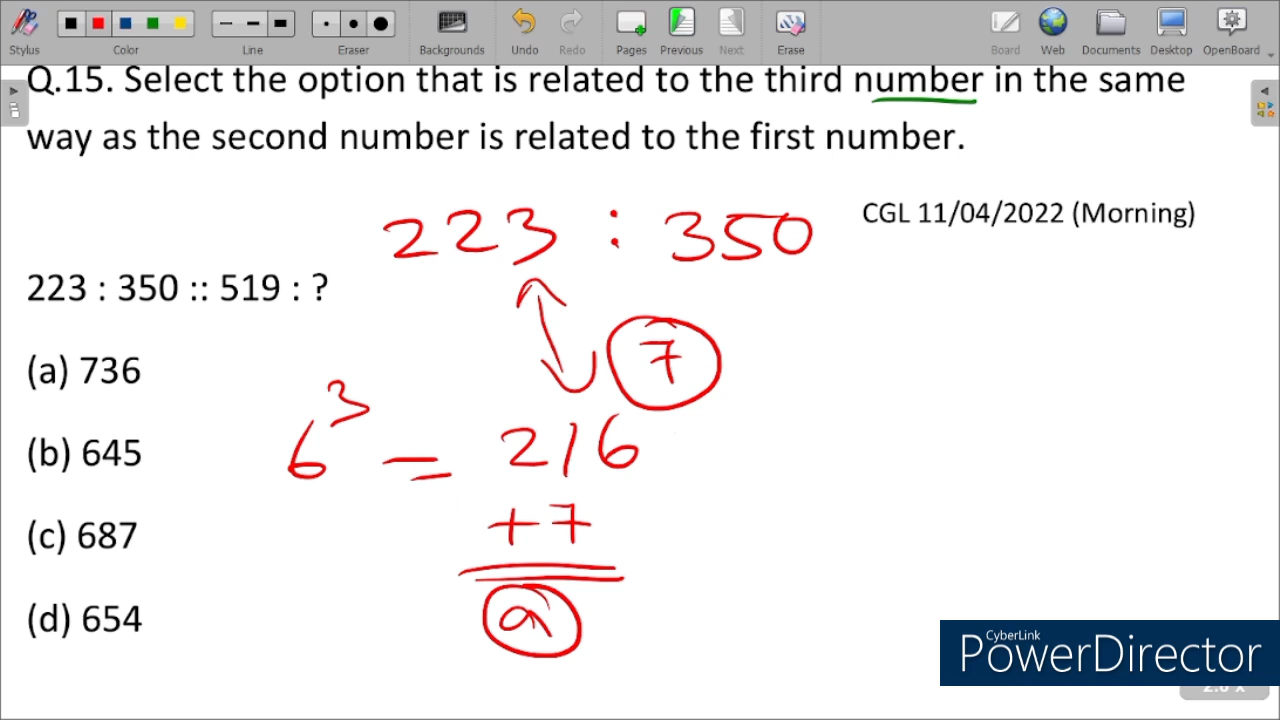 Stylus Color Line Eraser Backgrounds Undo Redo Pages Previous Next Erase Board Web Documents Desktop OpenBoard
Q.15. Select the option that is related to the third number in the same
way as the second number is related to the first number.
223 : 350
CGL 11/04/2022 (Morning)
223 : 350 :: 519 : ?
7
(a) 736
6³ = 216
(b) 645
+7
(c) 687
(d) 654
CyberLink
PowerDirector
2.0 x